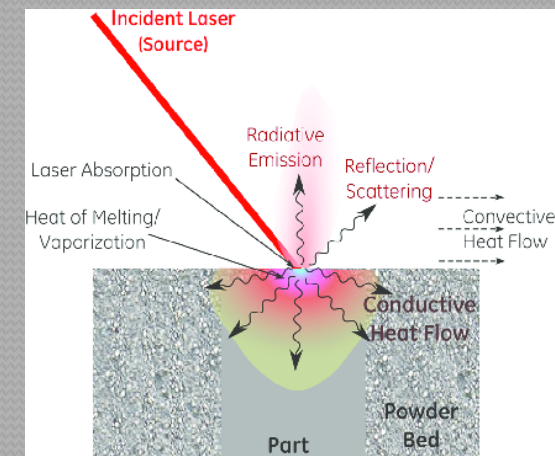 Incident Laser
(Source)
Radiative
Emission
Laser Absorption
Reflection/
Scattering
Heat of Melting/
Vaporization
Convective
Heat Flow
Conductive
Heat Flow
Powder
Bed
Part